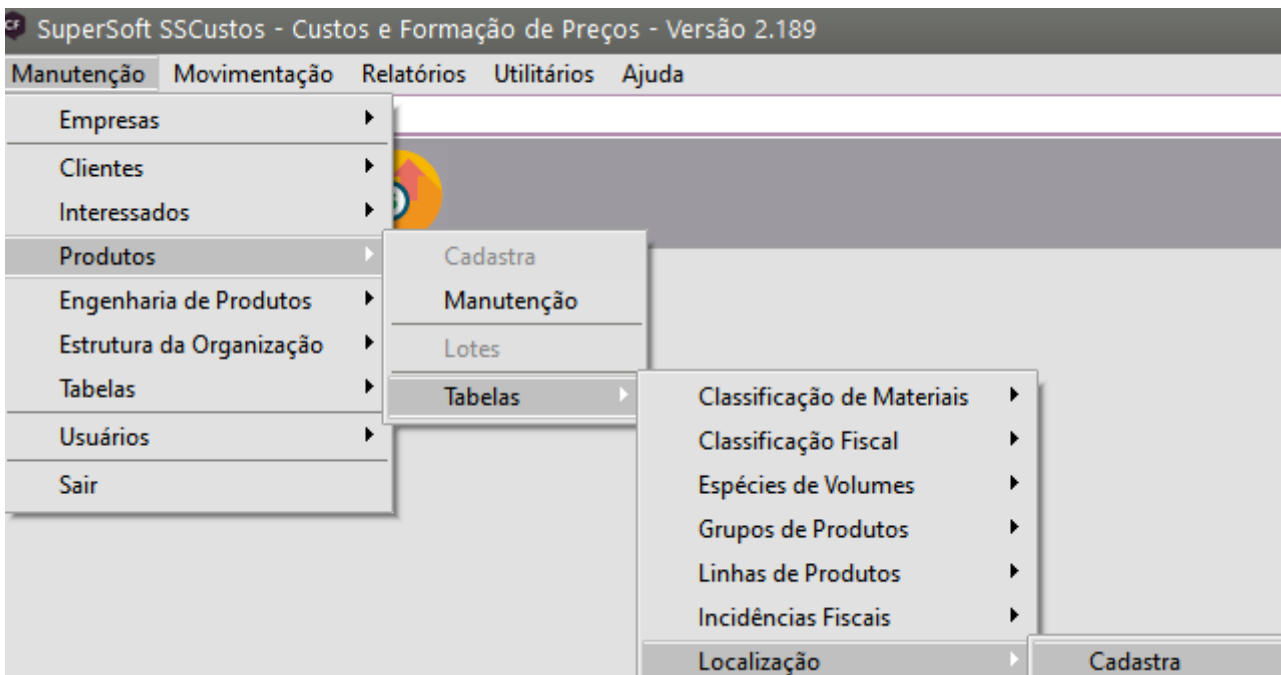 SuperSoft SSCustos - Custos e Formação de Preços - Versão 2.189
Manutenção Movimentação Relatórios Utilitários Ajuda
Empresas
Clientes
Interessados
Produtos
Engenharia de Produtos
Estrutura da Organização
Tabelas
Usuários
Sair
Cadastra
Manutenção
Lotes
Tabelas
Classificação de Materiais
Classificação Fiscal
Espécies de Volumes
Grupos de Produtos
Linhas de Produtos
Incidências Fiscais
Localização
Cadastra